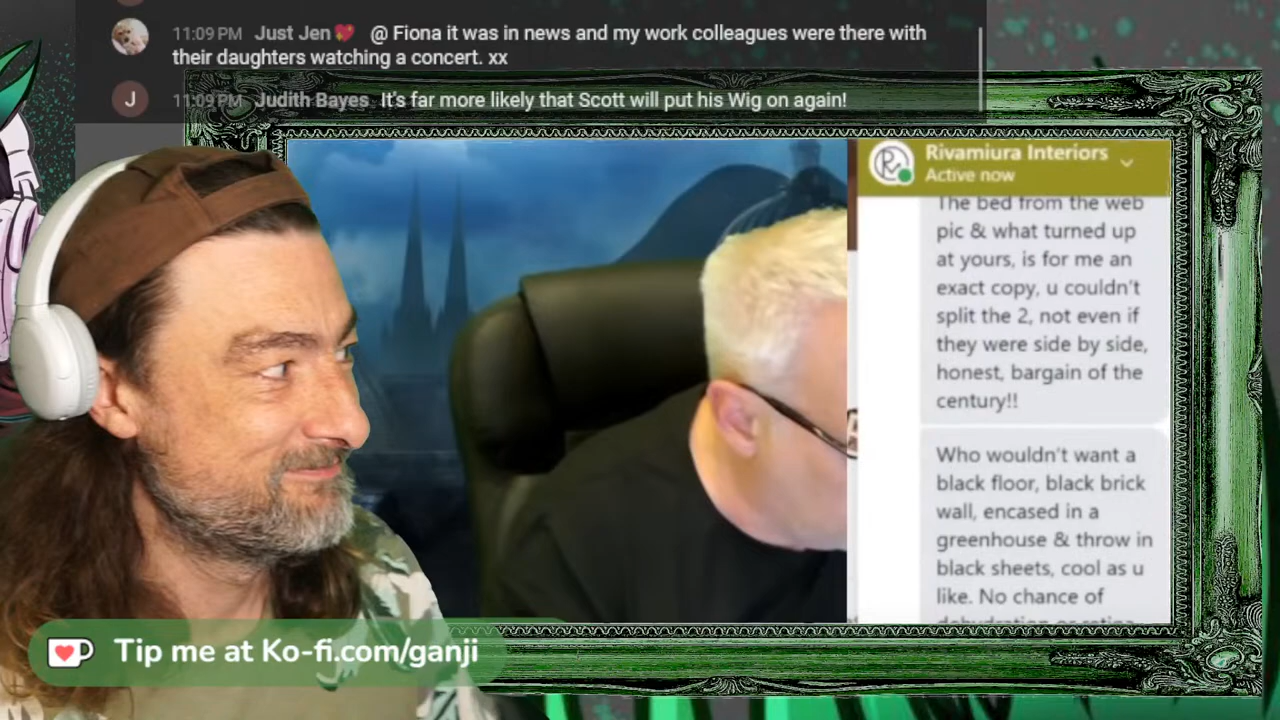 11:09 PM Just Jen💖 @ Fiona it was in news and my work colleagues were there with
their daughters watching a concert. xx
J 11:09 PM Judith Bayes It's far more likely that Scott will put his Wig on again!
Rivamiura Interiors
Active now
The bed from the web
pic & what turned up
at yours, is for me an
exact copy, u couldn't
split the 2, not even if
they were side by side,
honest, bargain of the
century!!
Who wouldn't want a
black floor, black brick
wall, encased in a
greenhouse & throw in
black sheets, cool as u
like. No chance of
Tip me at Ko-fi.com/ganji